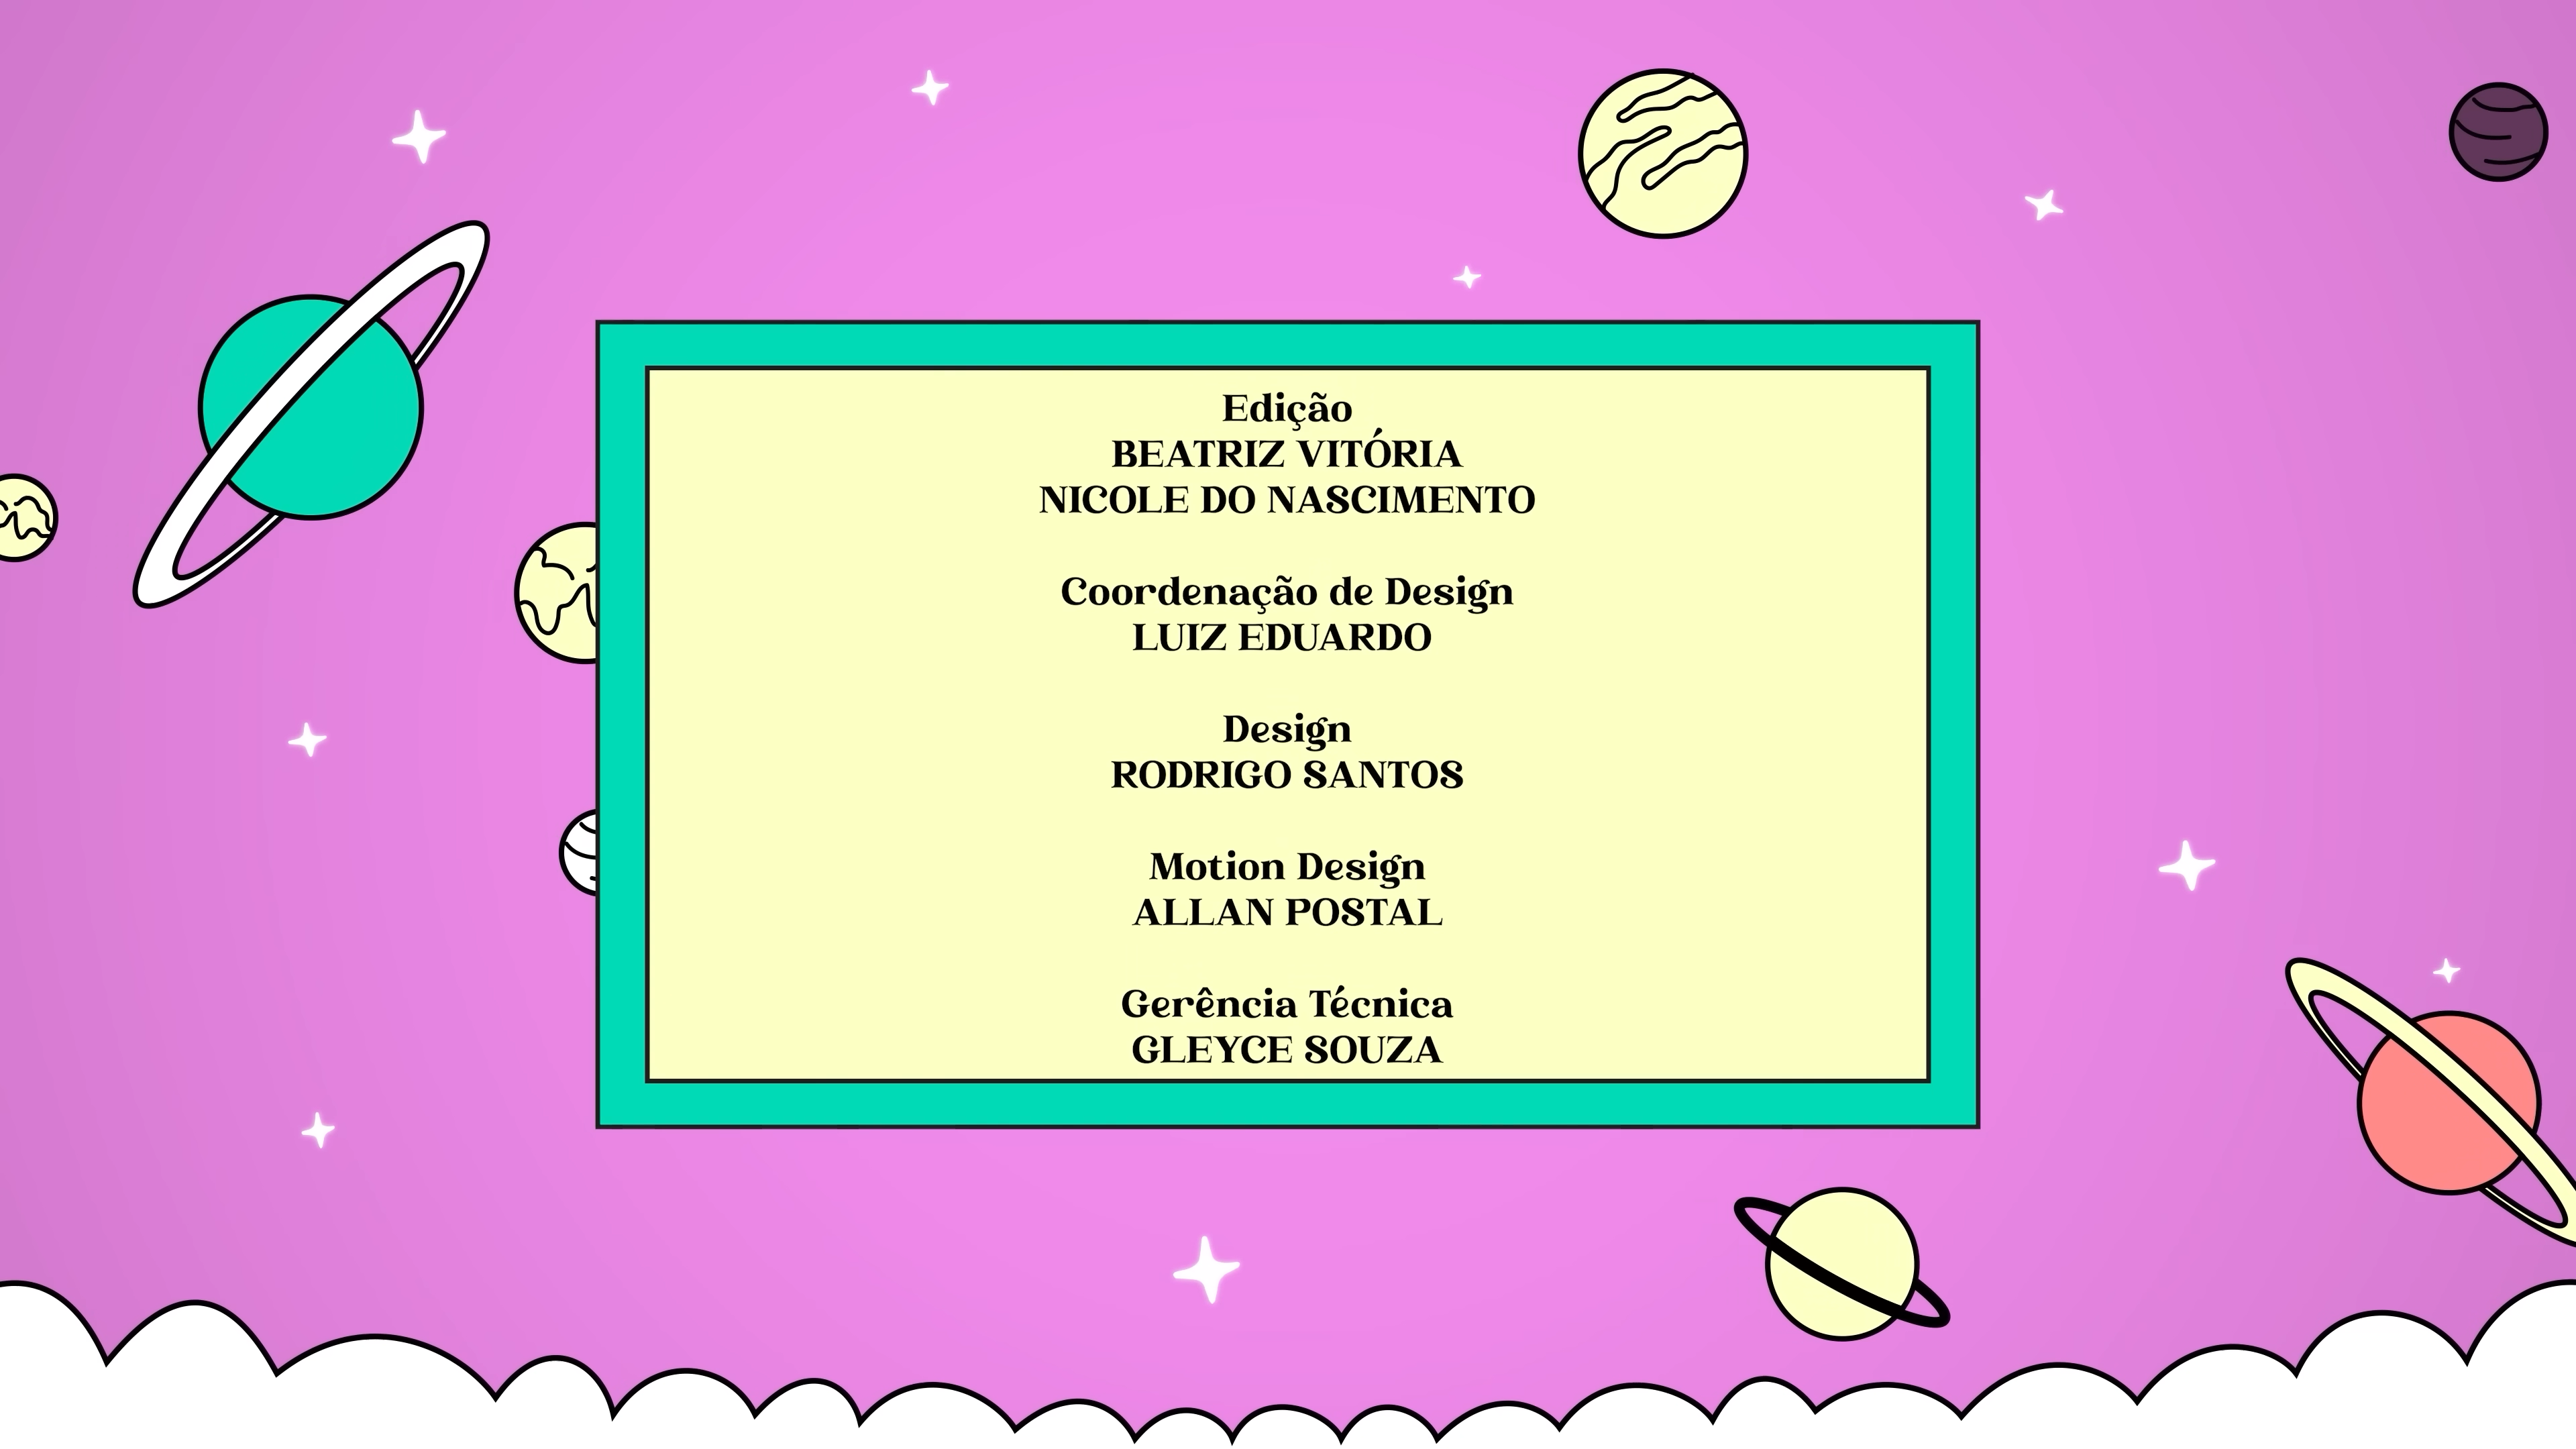 Edição
BEATRIZ VITÓRIA
NICOLE DO NASCIMENTO
Coordenação de Design
LUIZ EDUARDO
Design
RODRIGO SANTOS
Motion Design
ALLAN POSTAL
Gerência Técnica
GLEYCE SOUZA